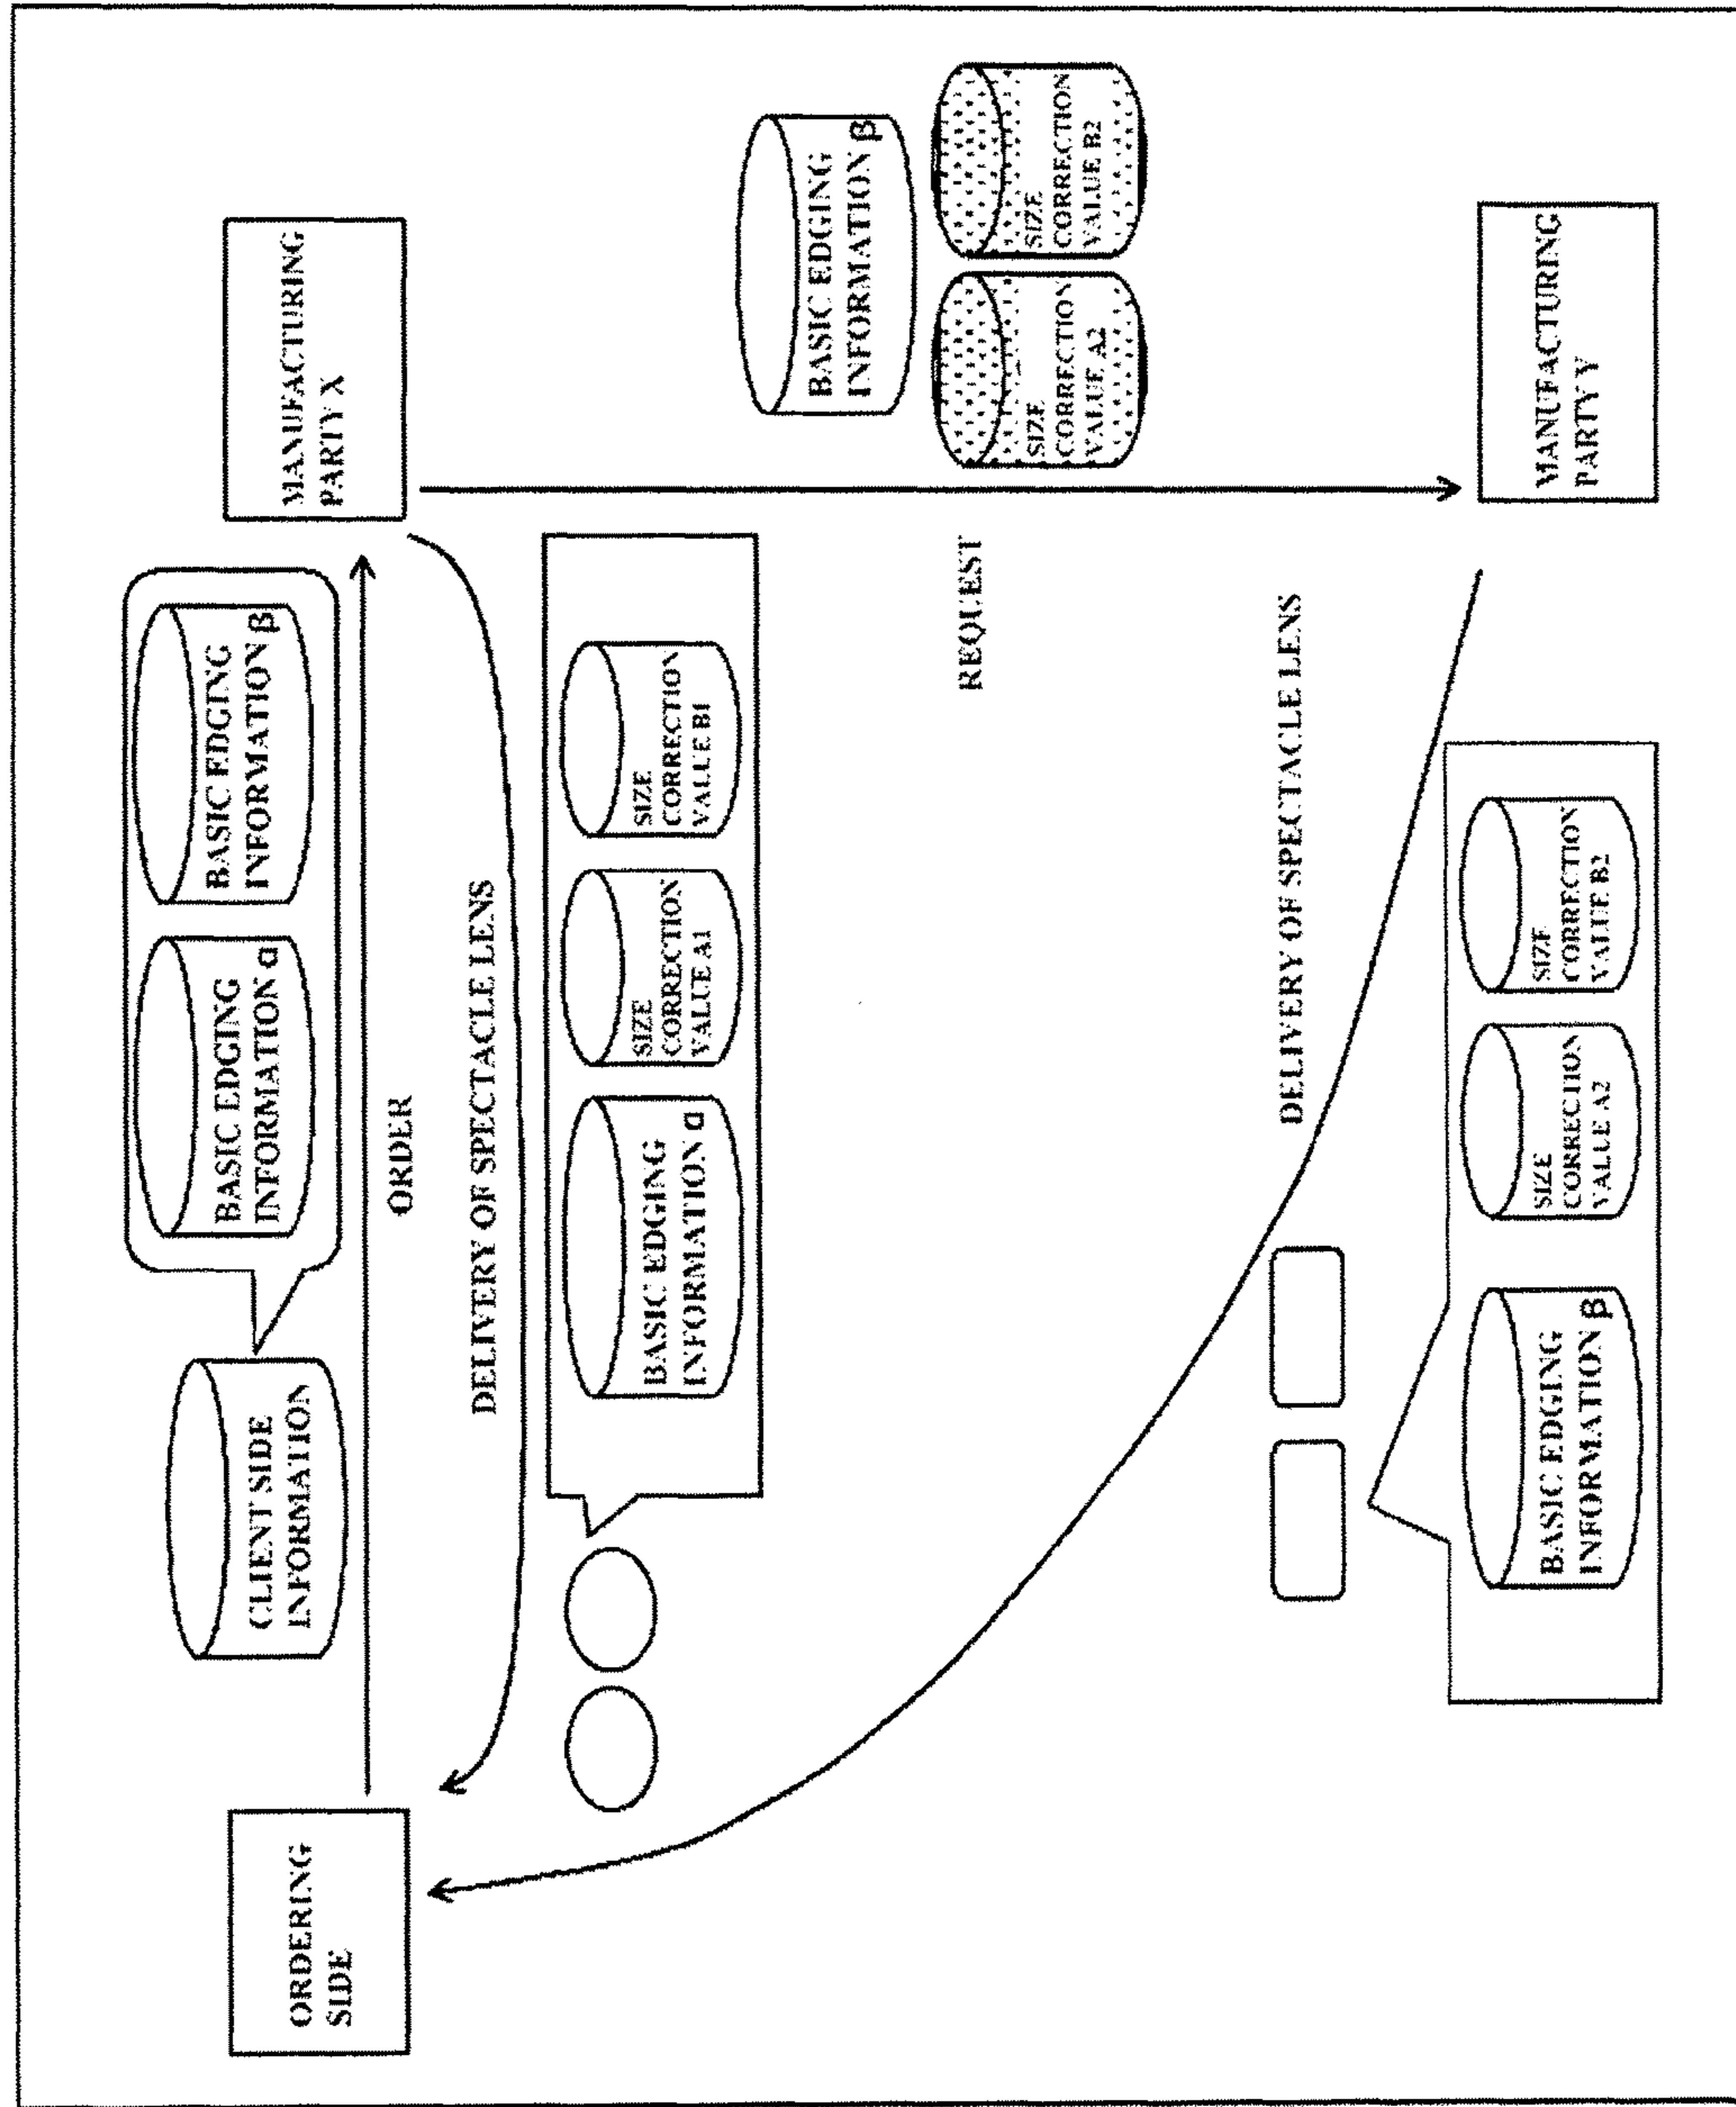 ORDERING
SIDE
CLIENT SIDE
INFORMATION
BASIC EDGING
INFORMATION α
BASIC EDGING
INFORMATION β
ORDER
MANUFACTURING
PARTY X
DELIVERY OF SPECTACLE LENS
BASIC EDGING
INFORMATION α
SIZE
CORRECTION
VALUE A1
SIZE
CORRECTION
VALUE B1
BASIC EDGING
INFORMATION β
SIZE
CORRECTION
VALUE A2
SIZE
CORRECTION
VALUE B2
REQUEST
DELIVERY OF SPECTACLE LENS
BASIC EDGING
INFORMATION β
SIZE
CORRECTION
VALUE A2
SIZE
CORRECTION
VALUE B2
MANUFACTURING
PARTY Y